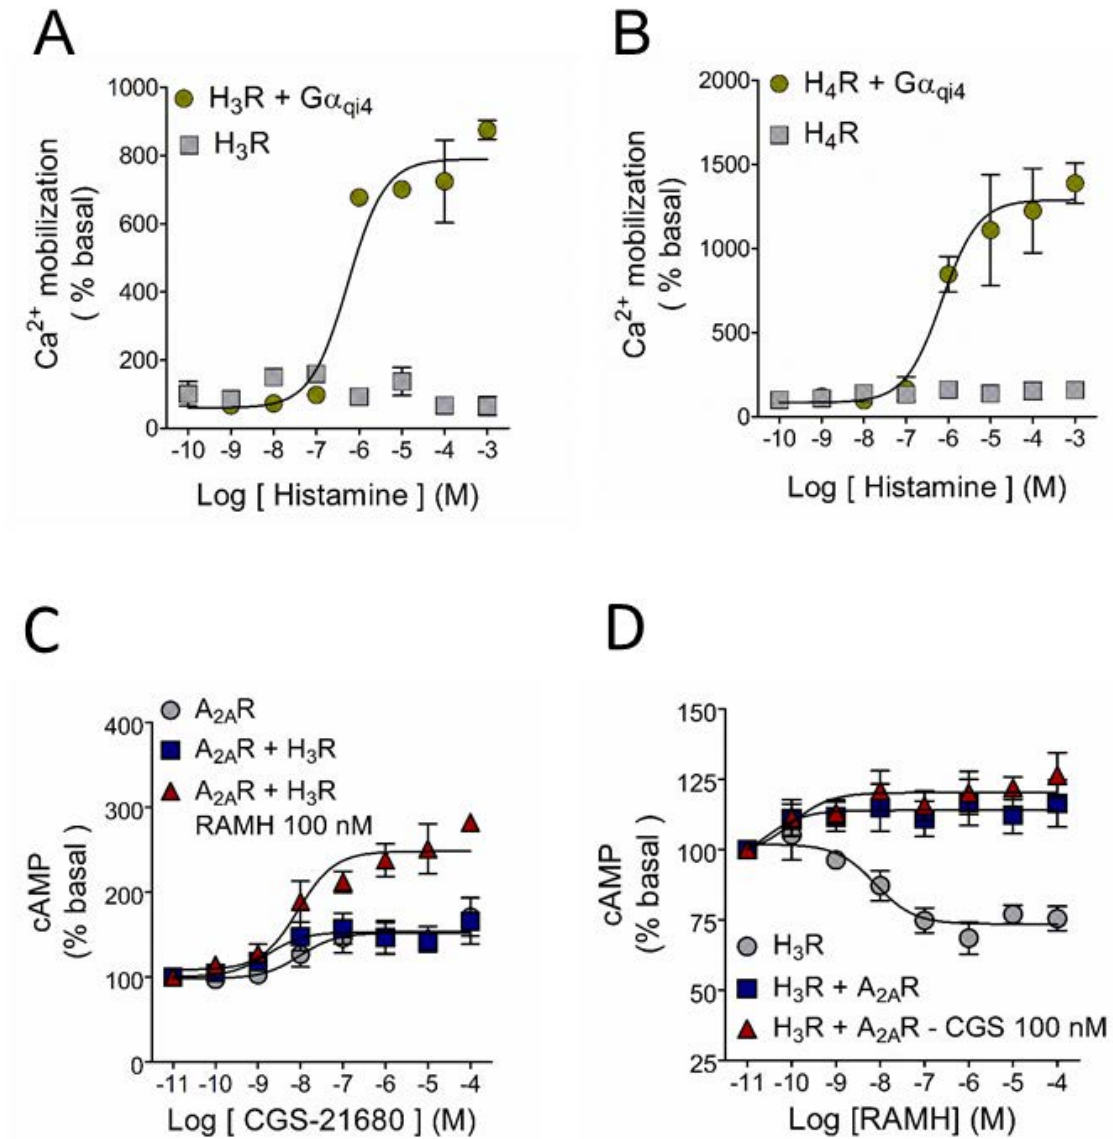 A
1000
800
600
400
200
0
Ca²⁺ mobilization
( % basal)
H₃R + Gα_qi4
H₃R
-10 -9 -8 -7 -6 -5 -4 -3
Log [ Histamine ] (M)
B
2000
1500
1000
500
0
Ca²⁺ mobilization
( % basal)
H₄R + Gα_qi4
H₄R
-10 -9 -8 -7 -6 -5 -4 -3
Log [ Histamine ] (M)
C
400
300
200
100
0
cAMP
(% basal)
A₂AR
A₂AR + H₃R
A₂AR + H₃R
RAMH 100 nM
-11 -10 -9 -8 -7 -6 -5 -4
Log [ CGS-21680 ] (M)
D
150
125
100
75
50
25
cAMP
(% basal )
H₃R
H₃R + A₂AR
H₃R + A₂AR - CGS 100 nM
-11 -10 -9 -8 -7 -6 -5 -4
Log [RAMH] (M)